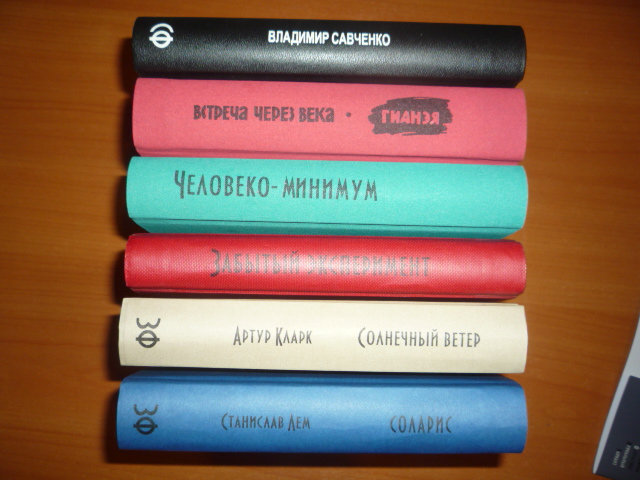 ВЛАДИМИР САВЧЕНКО
ВСТРЕЧА ЧЕРЕЗ ВЕКА • ГИАНЭЯ
ЧЕЛОВЕКО-МИНИМУМ
ЗАБЫТЫЙ ЭКСПЕРИМЕНТ
ЗФ АРТУР КЛАРК СОЛНЕЧНЫЙ ВЕТЕР
ЗФ СТАНИСЛАВ ЛЕМ СОЛАРИС